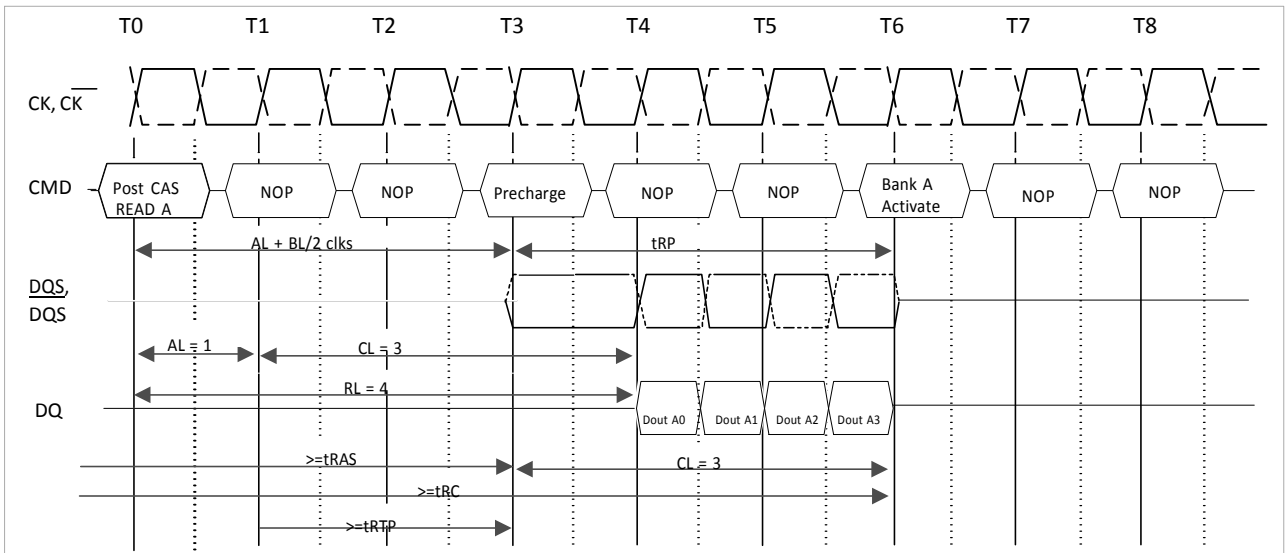 T0 T1 T2 T3 T4 T5 T6 T7 T8
CK, CK
CMD
Post CAS
READ A
NOP
NOP
Precharge
NOP
NOP
Bank A
Activate
NOP
NOP
AL + BL/2 clks
tRP
DQS,
DQS
AL = 1
CL = 3
RL = 4
DQ
Dout A0
Dout A1
Dout A2
Dout A3
>=tRAS
CL = 3
>=tRC
>=tRTP